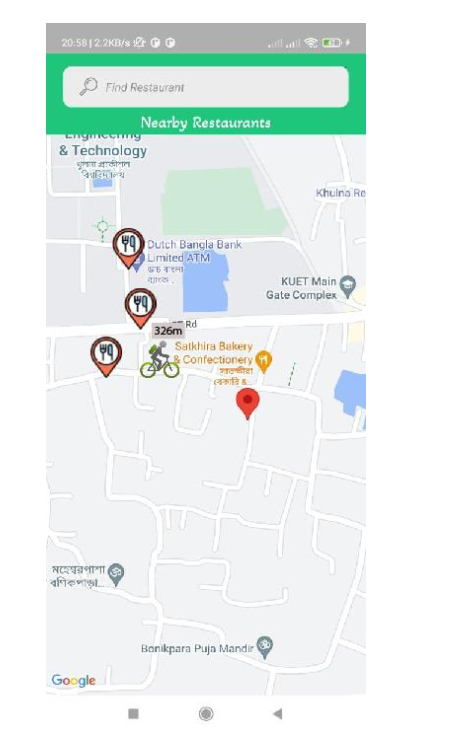 20:58 | 2.2KB/s
Find Restaurant
Nearby Restaurants
Engineering
& Technology
খুলনা প্রকৌশল
বিশ্ববিদ্যালয়
Khulna Re
Dutch Bangla Bank
Limited ATM
ডাচ বাংলা
ব্যাংক
KUET Main
Gate Complex
Rd
326m
Satkhira Bakery
& Confectionery
সাতক্ষীরা
বেকারি &
মহেশ্বরপাশা
বণিকপাড়া
Bonikpara Puja Mandir
Google